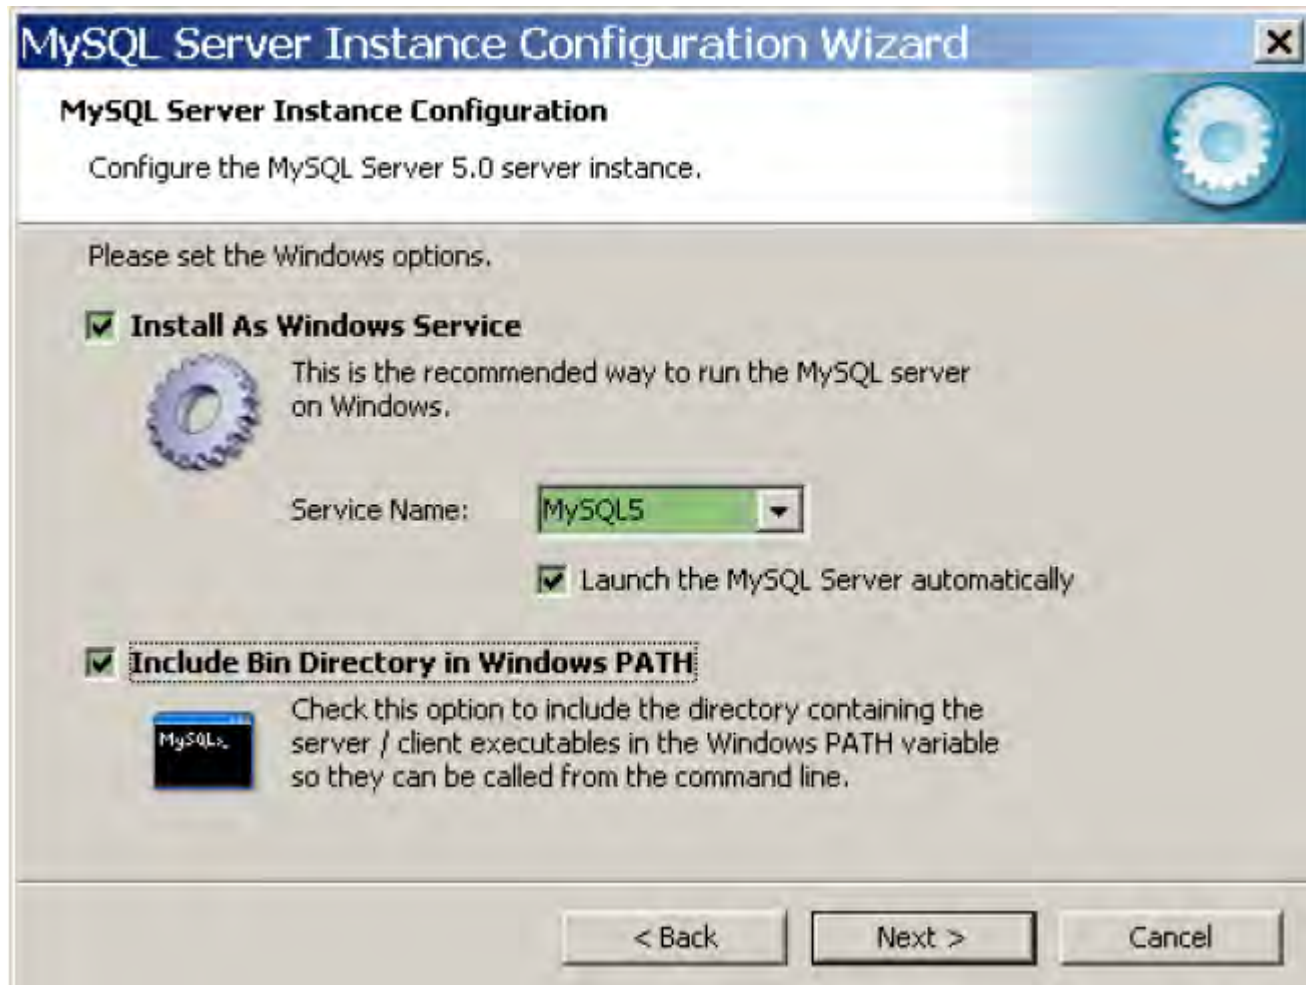 MySQL Server Instance Configuration Wizard
MySQL Server Instance Configuration
Configure the MySQL Server 5.0 server instance.
Please set the Windows options.
Install As Windows Service
This is the recommended way to run the MySQL server
on Windows.
Service Name: MySQL5
Launch the MySQL Server automatically
Include Bin Directory in Windows PATH
MySQL>_
Check this option to include the directory containing the
server / client executables in the Windows PATH variable
so they can be called from the command line.
< Back Next > Cancel